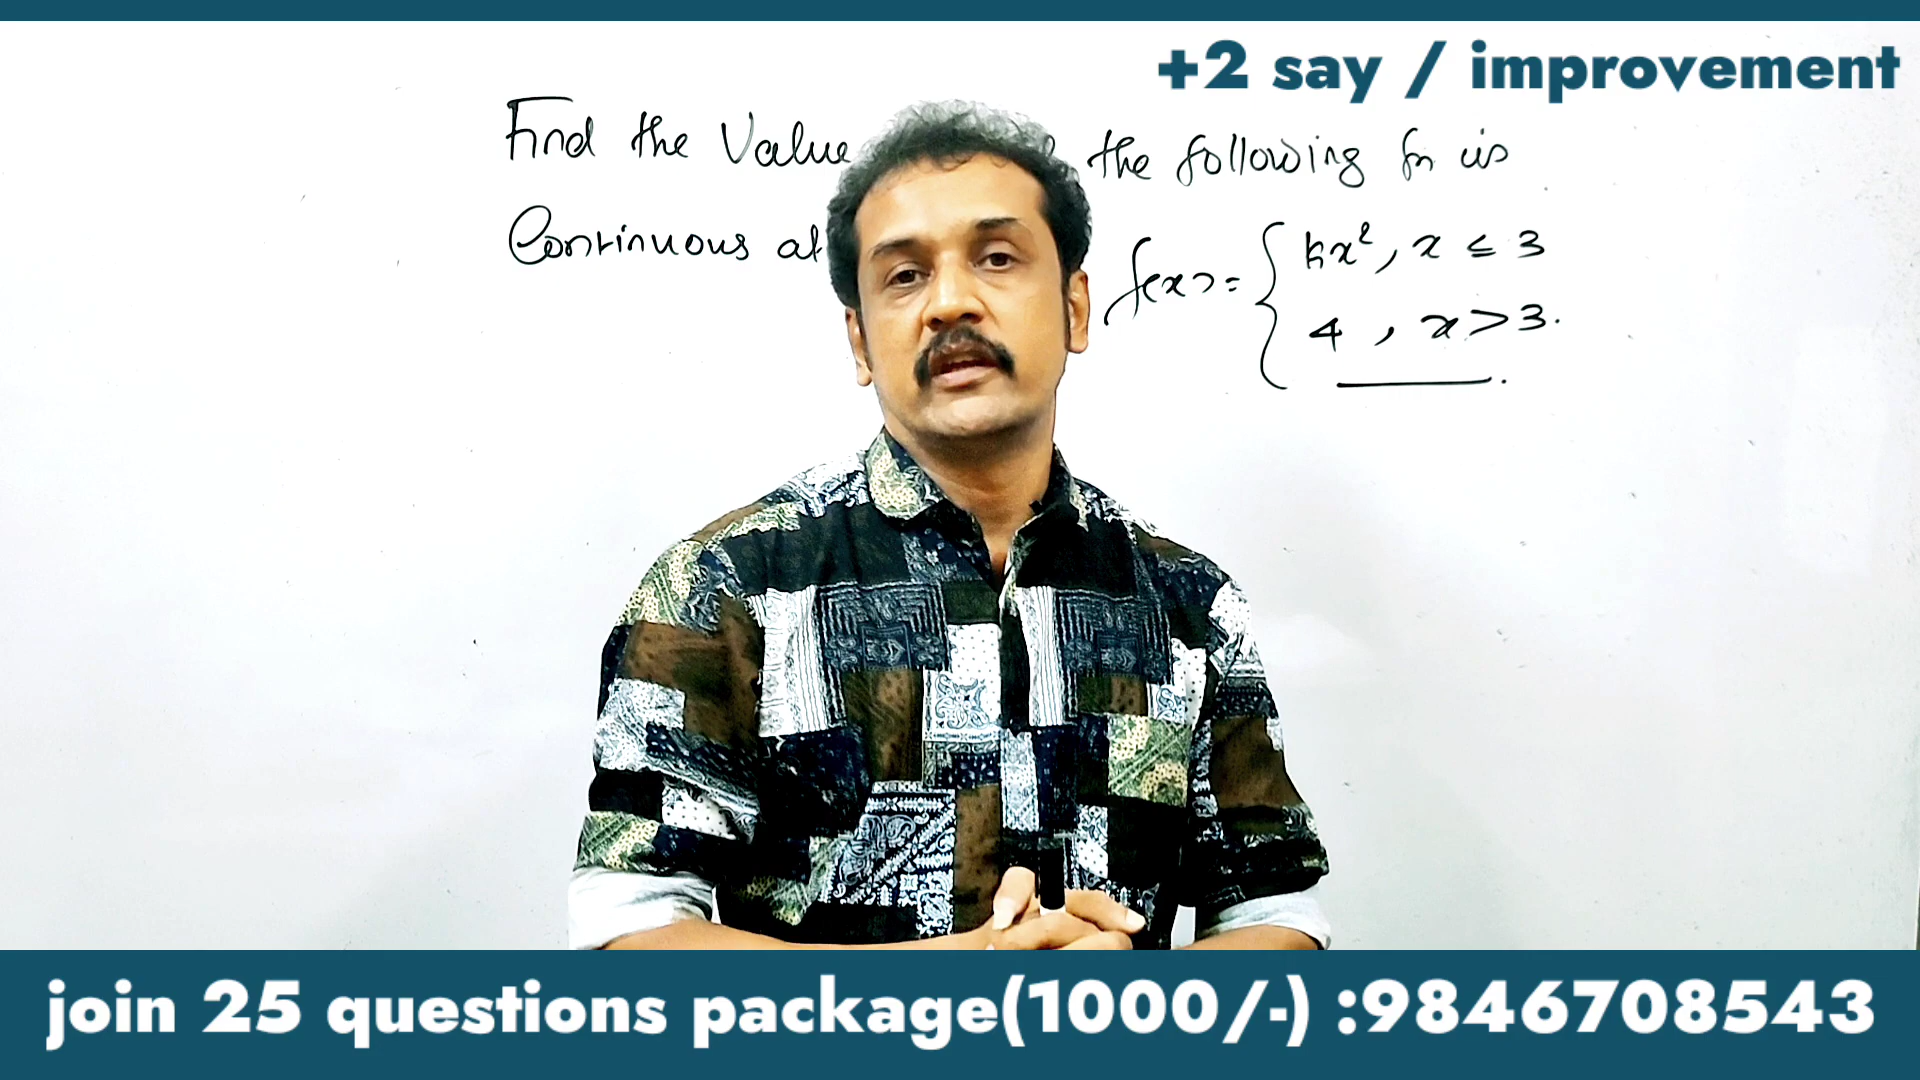 +2 say / improvement
Find the Value the following fn is
Continuous at
f(x) = { kx², x ≤ 3
4 , x > 3.
join 25 questions package(1000/-) :9846708543